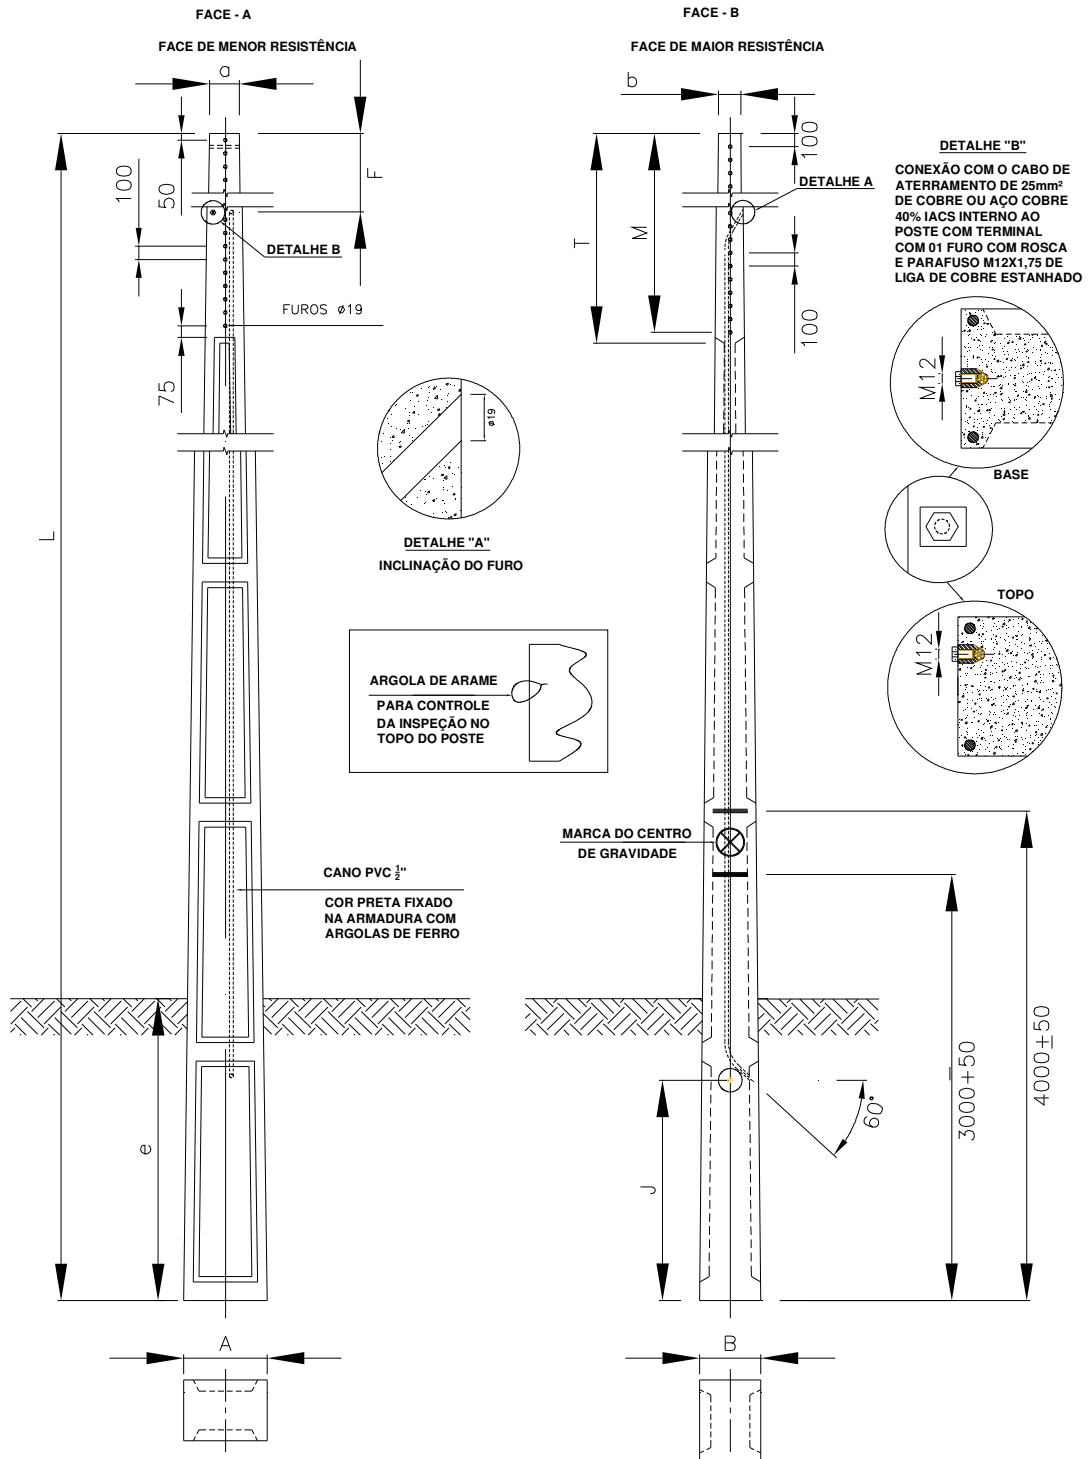 FACE - A
FACE DE MENOR RESISTÊNCIA
a
F
100
50
DETALHE B
FUROS ø19
75
L
e
A
CANO PVC ½"
COR PRETA FIXADO
NA ARMADURA COM
ARGOLAS DE FERRO
ø19
DETALHE "A"
INCLINAÇÃO DO FURO
ARGOLA DE ARAME
PARA CONTROLE
DA INSPEÇÃO NO
TOPO DO POSTE
FACE - B
FACE DE MAIOR RESISTÊNCIA
b
100
T
M
DETALHE A
100
MARCA DO CENTRO
DE GRAVIDADE
J
60°
3000+50
4000±50
B
DETALHE "B"
CONEXÃO COM O CABO DE
ATERRAMENTO DE 25mm²
DE COBRE OU AÇO COBRE
40% IACS INTERNO AO
POSTE COM TERMINAL
COM 01 FURO COM ROSCA
E PARAFUSO M12X1,75 DE
LIGA DE COBRE ESTANHADO
M12
BASE
TOPO
M12